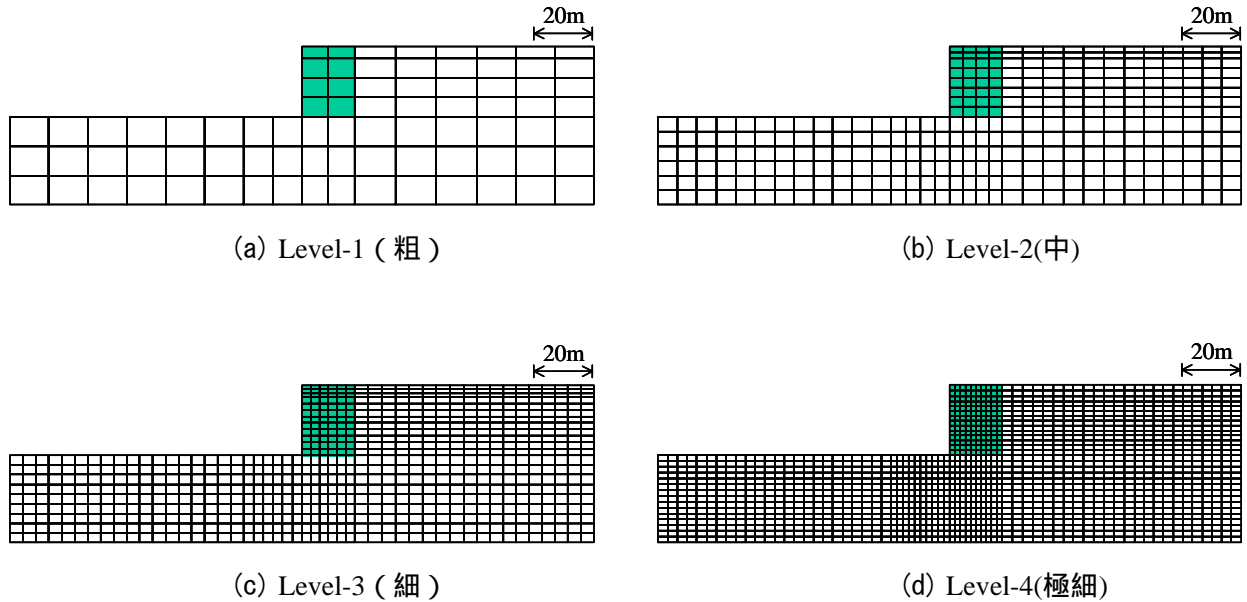 20m
20m
(a) Level-1（粗）
(b) Level-2(中)
20m
20m
(c) Level-3（細）
(d) Level-4(極細)